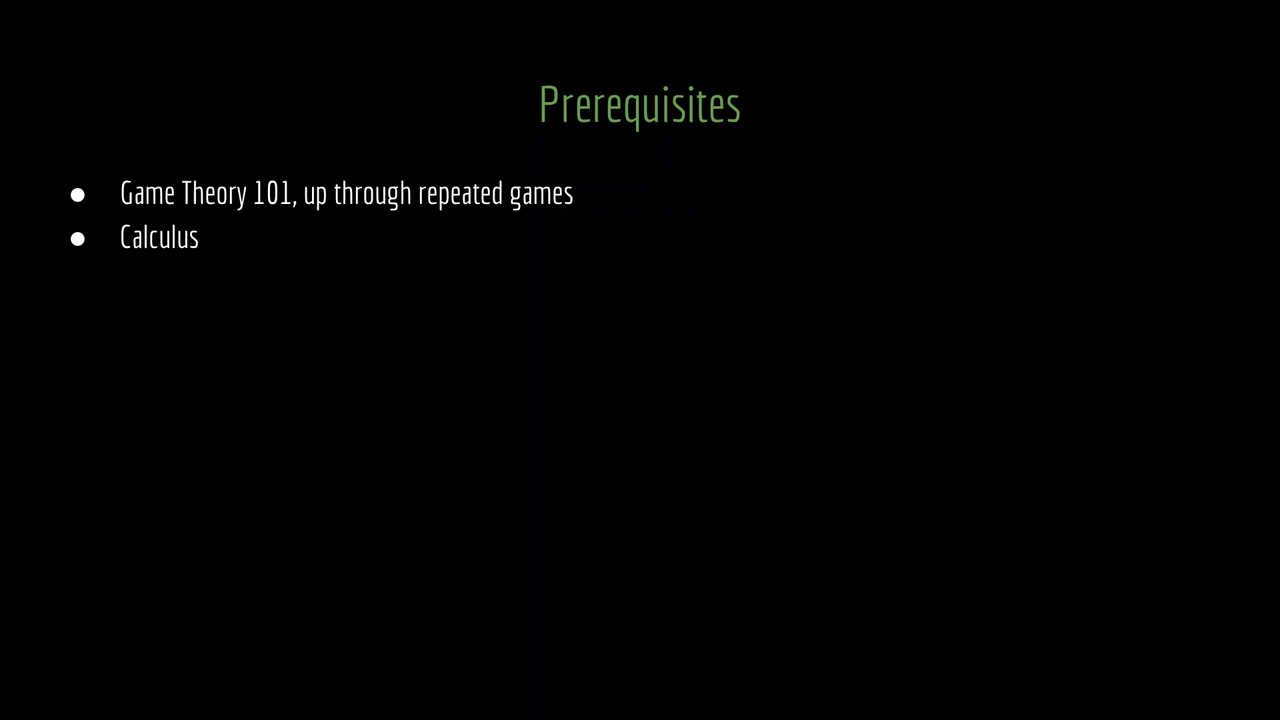 Prerequisites
● Game Theory 101, up through repeated games
● Calculus